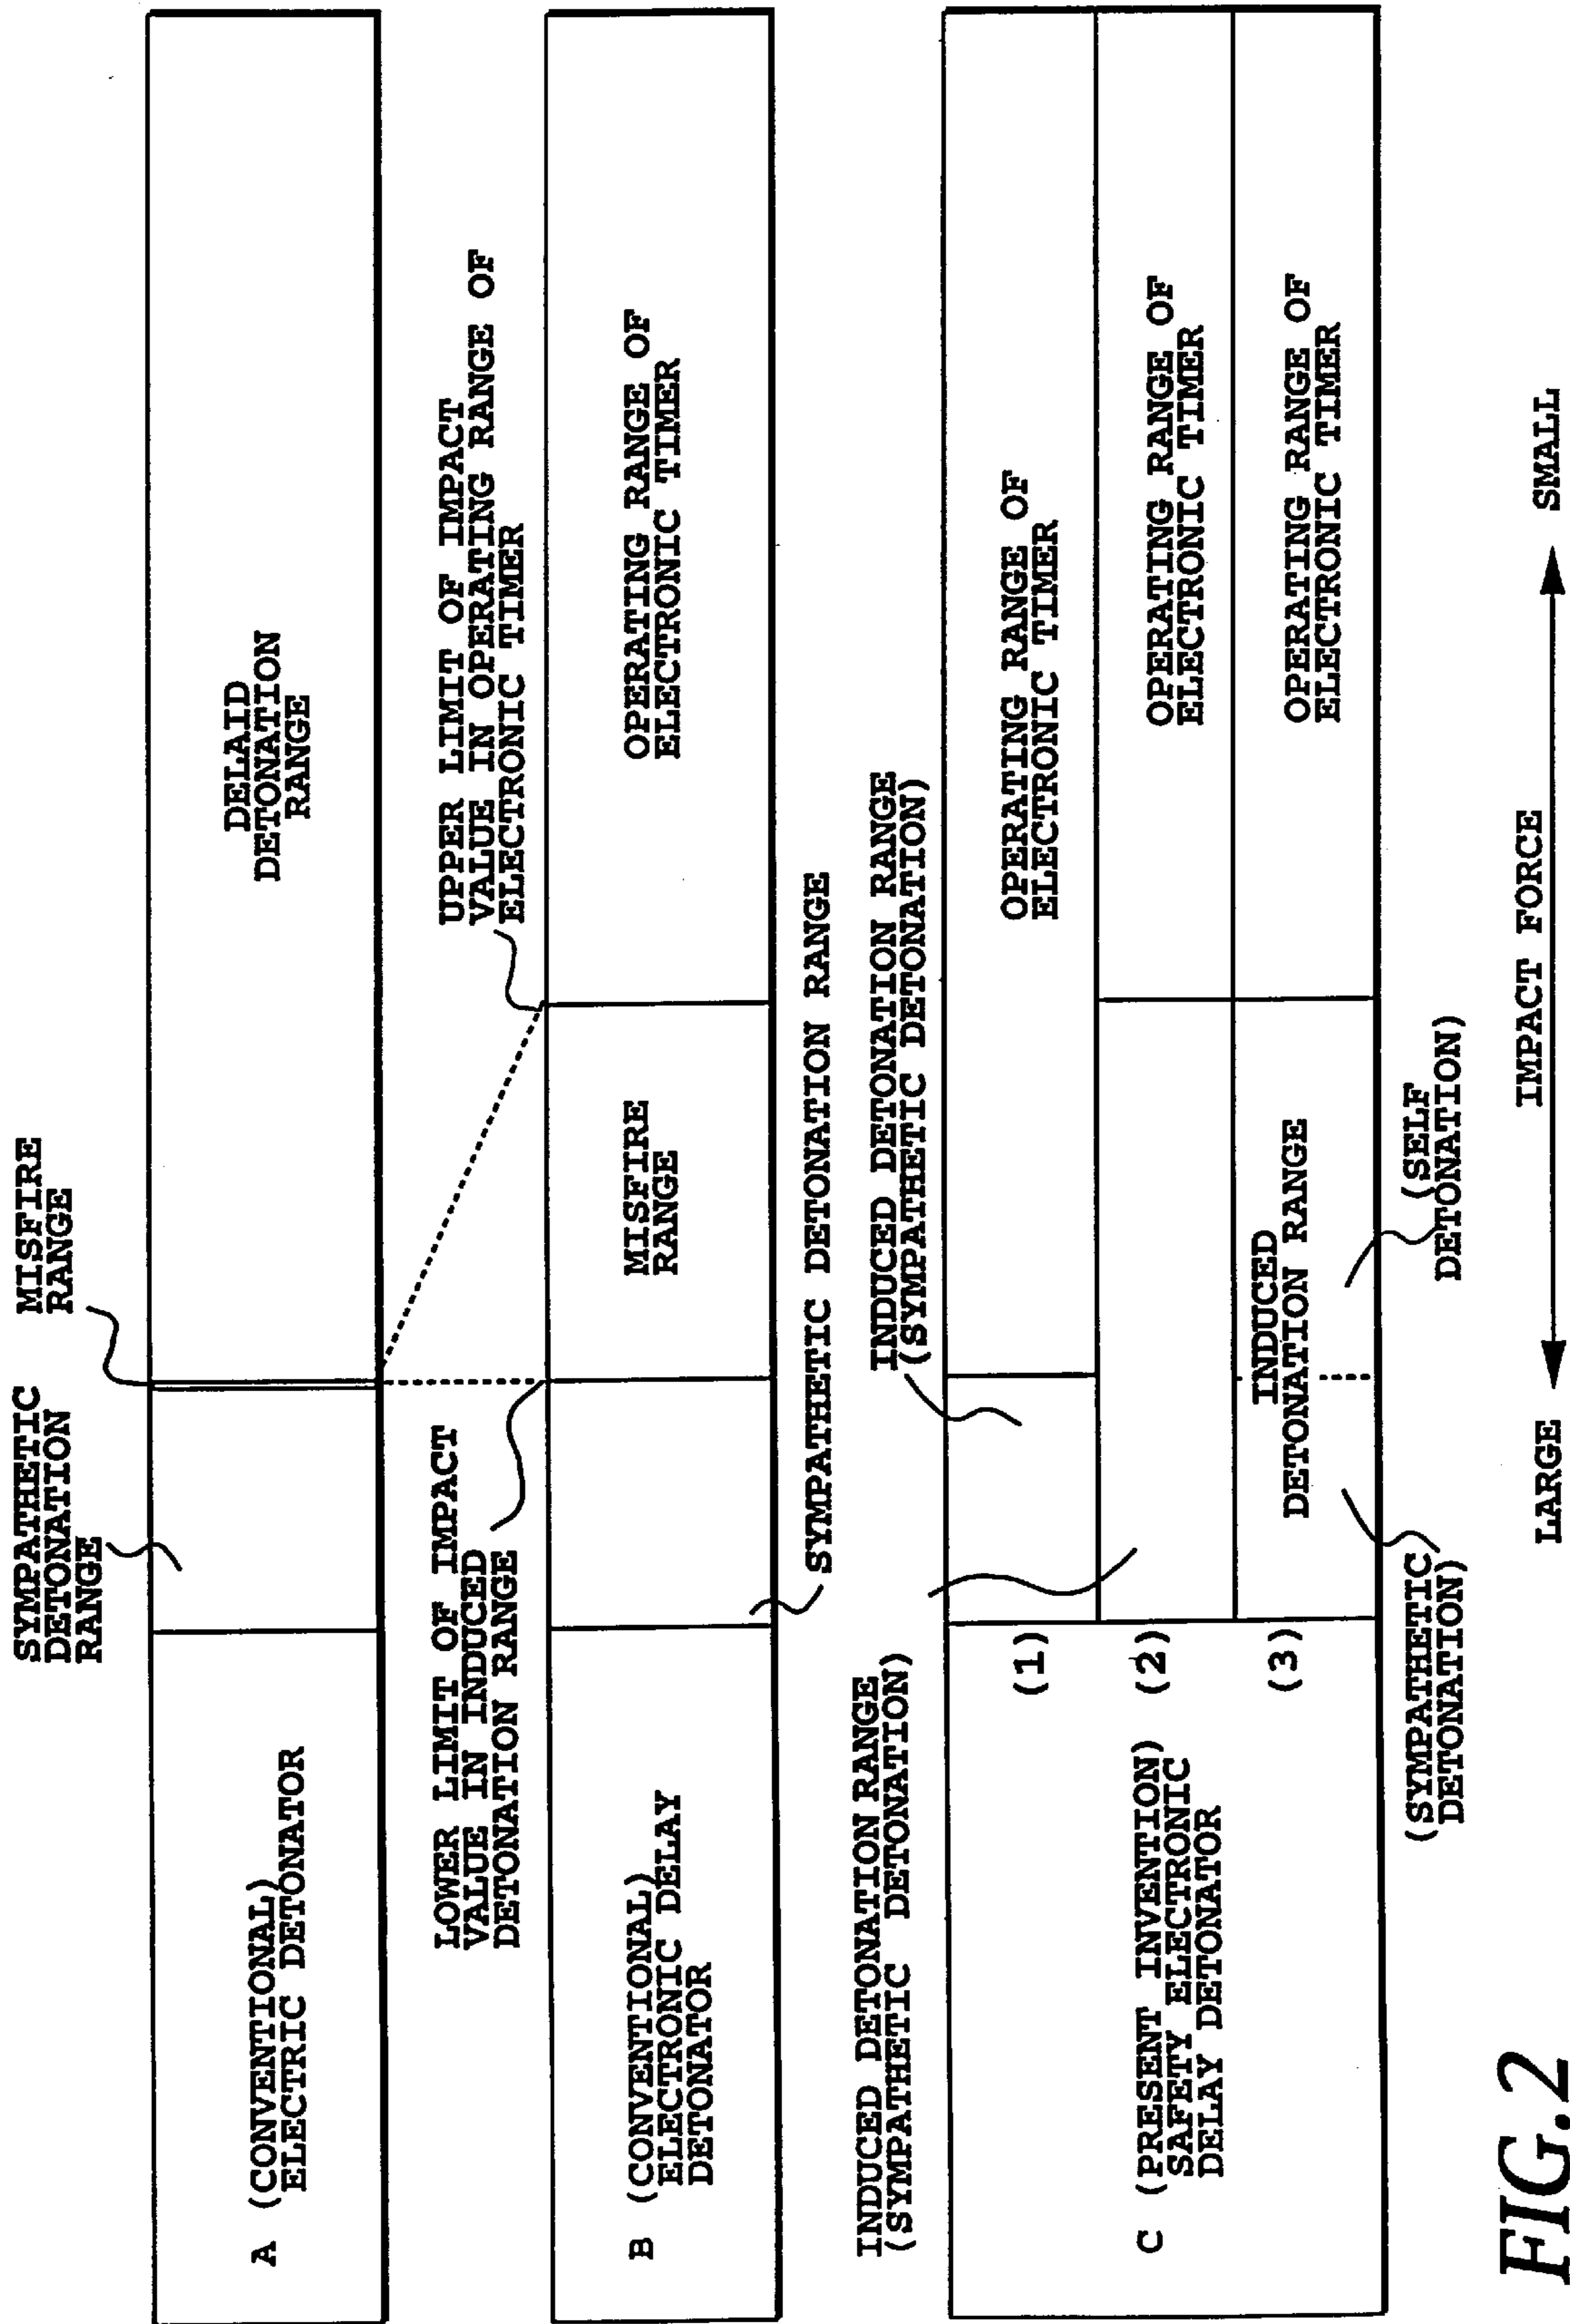 SYMPATHETIC
DETONATION
RANGE
MISFIRE
RANGE
A (CONVENTIONAL)
ELECTRIC DETONATOR
DELAID
DETONATION
RANGE
LOWER LIMIT OF IMPACT
VALUE IN INDUCED
DETONATION RANGE
UPPER LIMIT OF IMPACT
VALUE IN OPERATING RANGE OF
ELECTRONIC TIMER
B (CONVENTIONAL)
ELECTRONIC DELAY
DETONATOR
MISFIRE
RANGE
OPERATING RANGE OF
ELECTRONIC TIMER
SYMPATHETIC DETONATION RANGE
INDUCED DETONATION RANGE
(SYMPATHETIC DETONATION)
INDUCED DETONATION RANGE
(SYMPATHETIC DETONATION)
C (PRESENT INVENTION)
SAFETY ELECTRONIC
DELAY DETONATOR
(1)
OPERATING RANGE OF
ELECTRONIC TIMER
(2)
OPERATING RANGE OF
ELECTRONIC TIMER
(3)
INDUCED
DETONATION RANGE
OPERATING RANGE OF
ELECTRONIC TIMER
(SYMPATHETIC
DETONATION)
(SELF
DETONATION)
LARGE
IMPACT FORCE
SMALL
FIG.2